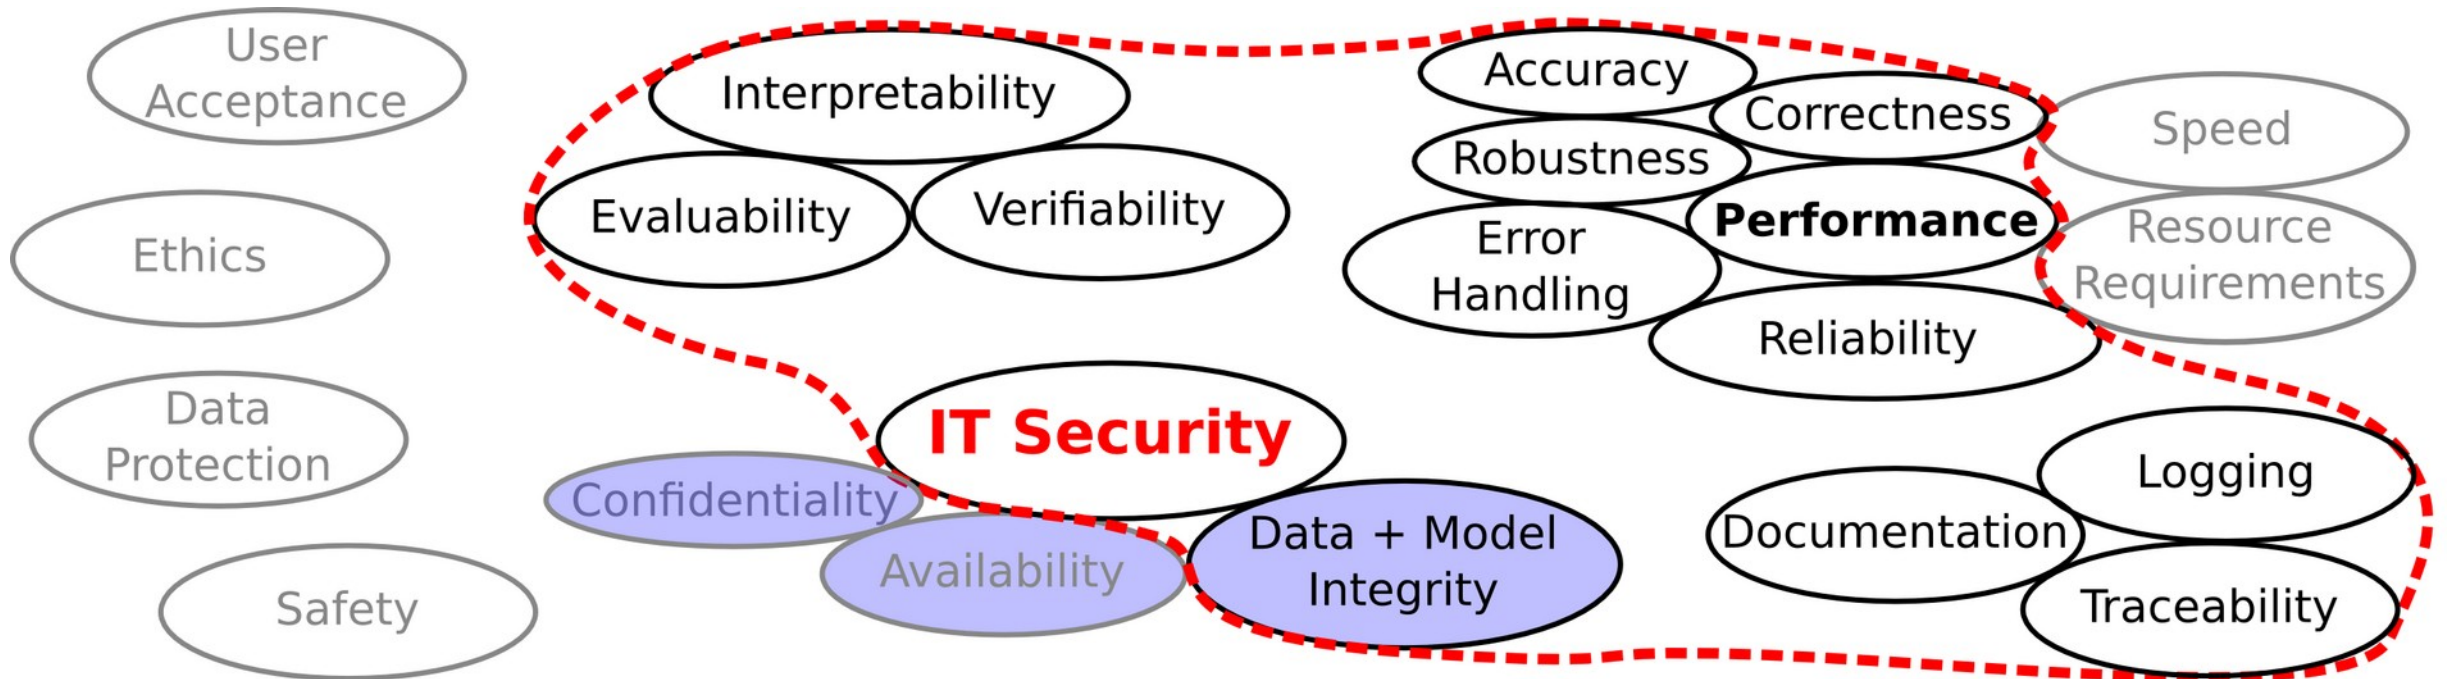 User
Acceptance
Ethics
Data
Protection
Safety
Interpretability
Evaluability
Verifiability
IT Security
Confidentiality
Availability
Data + Model
Integrity
Accuracy
Correctness
Robustness
Performance
Error
Handling
Reliability
Speed
Resource
Requirements
Logging
Documentation
Traceability